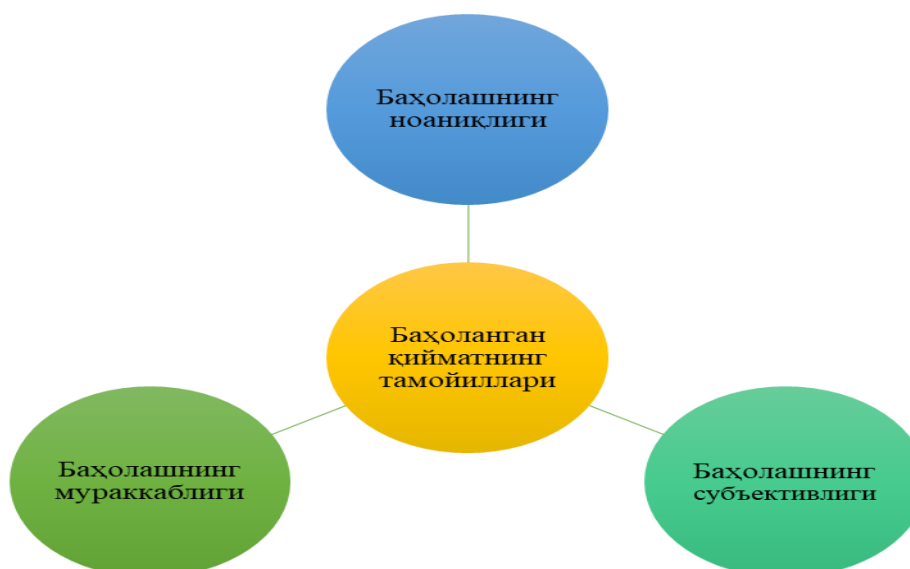 Баҳолашнинг
ноаниқлиги
Баҳоланган
қийматнинг
тамойиллари
Баҳолашнинг
мураккаблиги
Баҳолашнинг
субъективлиги